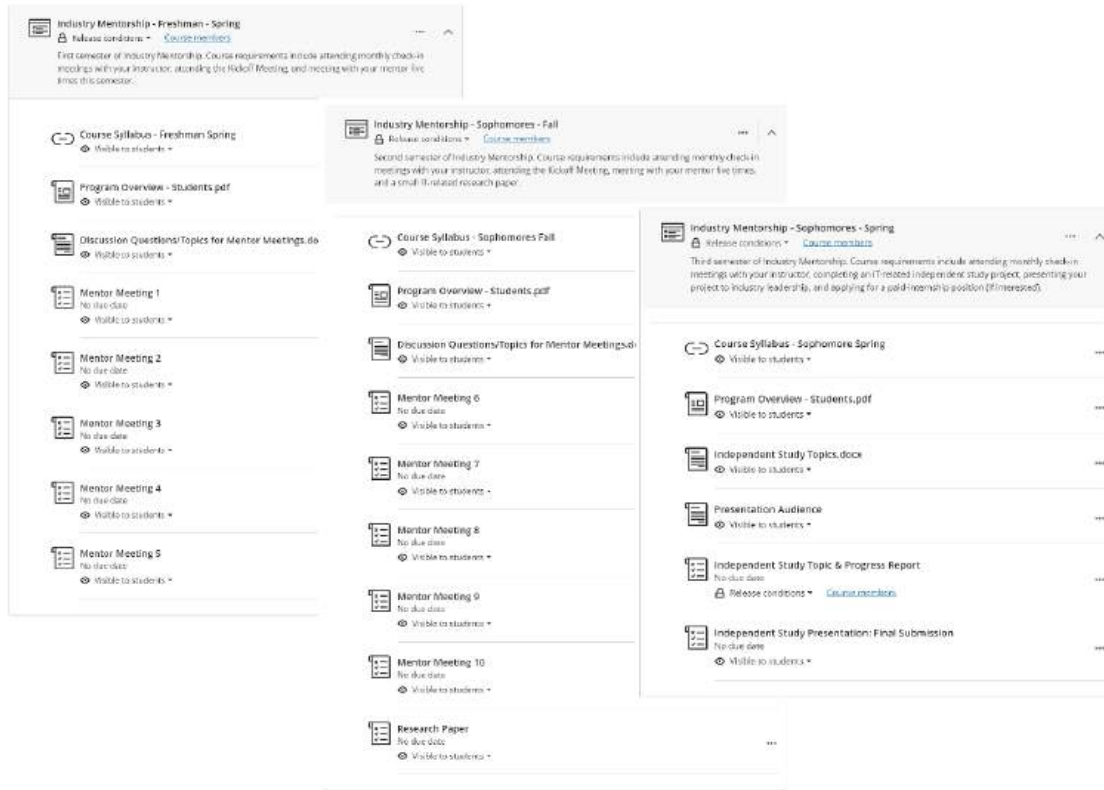 Industry Mentorship - Freshman - Spring
Release conditions
Course members
First semester of Industry Mentorship. Course requirements include attending monthly check-in
meetings with your instructor, attending the Kickoff Meeting, and meeting with your mentor five
times this semester.
Course Syllabus - Freshman Spring
Visible to students
Program Overview - Students.pdf
Visible to students
Discussion Questions/Topics for Mentor Meetings.do
Visible to students
Mentor Meeting 1
No due date
Visible to students
Mentor Meeting 2
No due date
Visible to students
Mentor Meeting 3
No due date
Visible to students
Mentor Meeting 4
No due date
Visible to students
Mentor Meeting 5
No due date
Visible to students
Industry Mentorship - Sophomores - Fall
Release conditions
Course members
Second semester of Industry Mentorship. Course requirements include attending monthly check-in
meetings with your instructor, attending the Kickoff Meeting, meeting with your mentor five times,
and a small IT-related research paper.
Course Syllabus - Sophomores Fall
Visible to students
Program Overview - Students.pdf
Visible to students
Discussion Questions/Topics for Mentor Meetings.d
Visible to students
Mentor Meeting 6
No due date
Visible to students
Mentor Meeting 7
No due date
Visible to students
Mentor Meeting 8
No due date
Visible to students
Mentor Meeting 9
No due date
Visible to students
Mentor Meeting 10
No due date
Visible to students
Research Paper
No due date
Visible to students
Industry Mentorship - Sophomores - Spring
Release conditions
Course members
Third semester of Industry Mentorship. Course requirements include attending monthly check-in
meetings with your instructor, completing an IT-related independent study project, presenting your
project to industry leadership, and applying for a paid-internship position (if interested).
Course Syllabus - Sophomore Spring
Visible to students
Program Overview - Students.pdf
Visible to students
Independent Study Topics.docx
Visible to students
Presentation Audience
Visible to students
Independent Study Topic & Progress Report
No due date
Release conditions
Course members
Independent Study Presentation: Final Submission
No due date
Visible to students